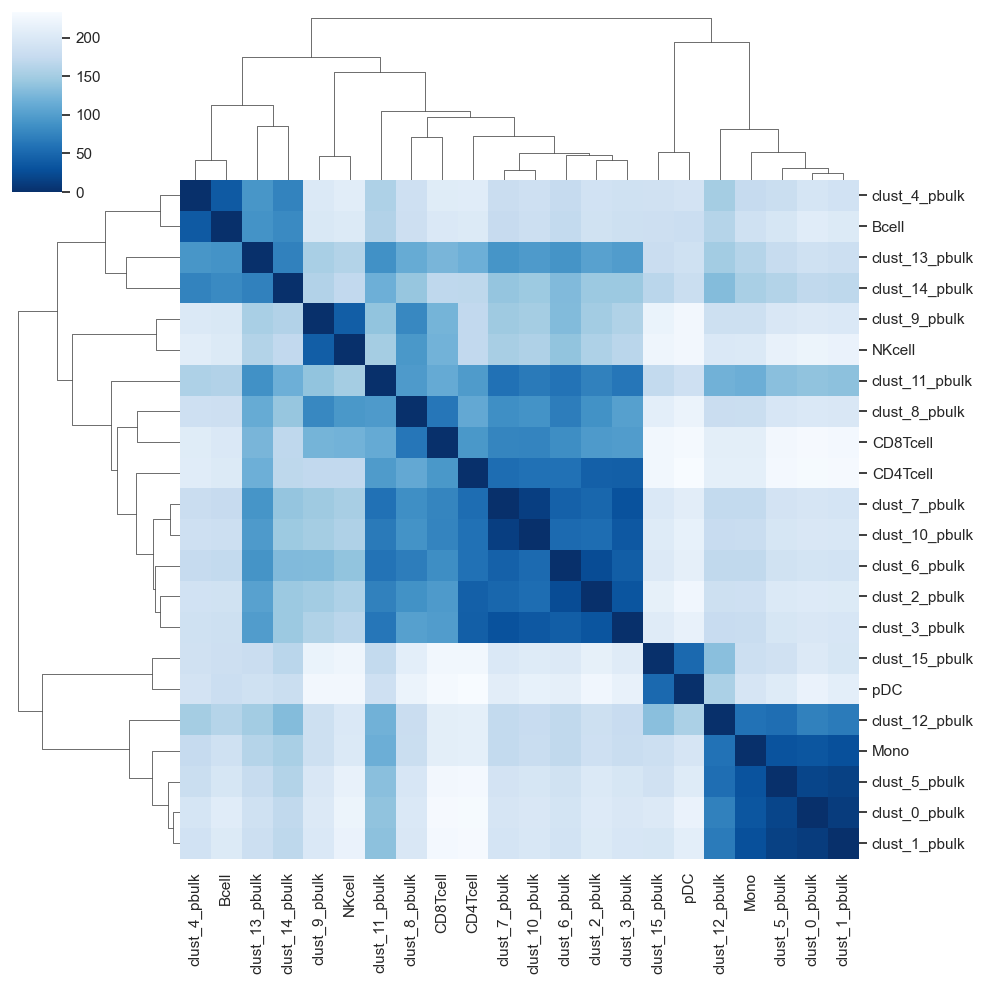 200
150
100
50
0
clust_4_pbulk
Bcell
clust_13_pbulk
clust_14_pbulk
clust_9_pbulk
NKcell
clust_11_pbulk
clust_8_pbulk
CD8Tcell
CD4Tcell
clust_7_pbulk
clust_10_pbulk
clust_6_pbulk
clust_2_pbulk
clust_3_pbulk
clust_15_pbulk
pDC
clust_12_pbulk
Mono
clust_5_pbulk
clust_0_pbulk
clust_1_pbulk
clust_4_pbulk
Bcell
clust_13_pbulk
clust_14_pbulk
clust_9_pbulk
NKcell
clust_11_pbulk
clust_8_pbulk
CD8Tcell
CD4Tcell
clust_7_pbulk
clust_10_pbulk
clust_6_pbulk
clust_2_pbulk
clust_3_pbulk
clust_15_pbulk
pDC
clust_12_pbulk
Mono
clust_5_pbulk
clust_0_pbulk
clust_1_pbulk